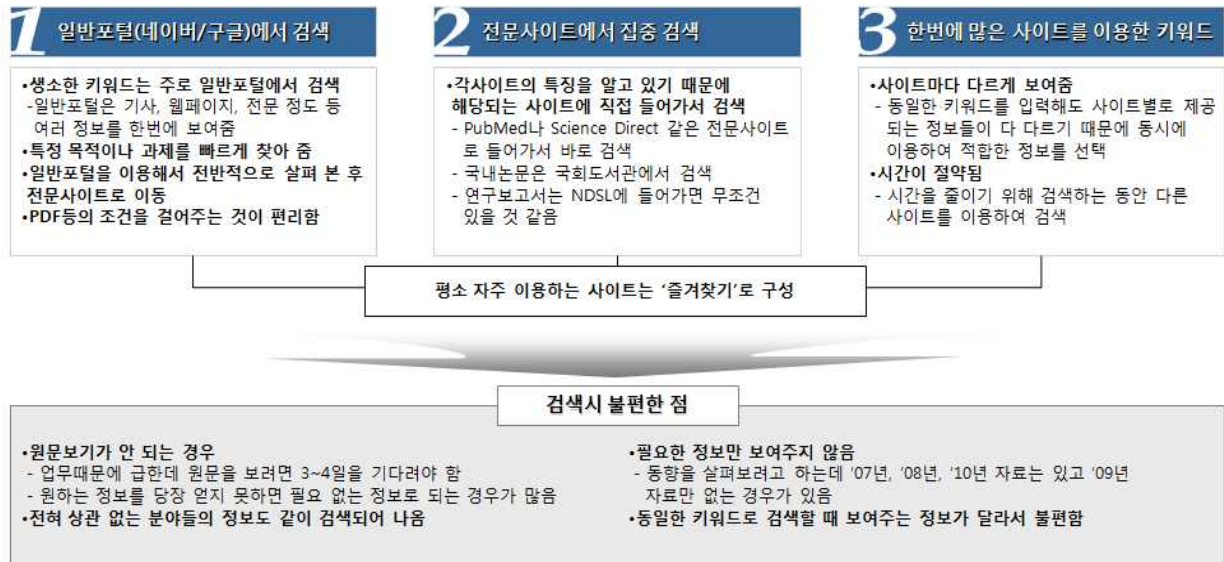 1 일반포털(네이버/구글)에서 검색
•생소한 키워드는 주로 일반포털에서 검색
-일반포털은 기사, 웹페이지, 전문 정도 등
여러 정보를 한번에 보여줌
•특정 목적이나 과제를 빠르게 찾아 줌
•일반포털을 이용해서 전반적으로 살펴 본 후
전문사이트로 이동
•PDF등의 조건을 걸어주는 것이 편리함
2 전문사이트에서 집중 검색
•각사이트의 특징을 알고 있기 때문에
해당되는 사이트에 직접 들어가서 검색
- PubMed나 Science Direct 같은 전문사이트
로 들어가서 바로 검색
- 국내논문은 국회도서관에서 검색
- 연구보고서는 NDSL에 들어가면 무조건
있을 것 같음
3 한번에 많은 사이트를 이용한 키워드
•사이트마다 다르게 보여줌
- 동일한 키워드를 입력해도 사이트별로 제공
되는 정보들이 다 다르기 때문에 동시에
이용하여 적합한 정보를 선택
•시간이 절약됨
- 시간을 줄이기 위해 검색하는 동안 다른
사이트를 이용하여 검색
평소 자주 이용하는 사이트는 ‘즐겨찾기’로 구성
검색시 불편한 점
•원문보기가 안 되는 경우
- 업무때문에 급한데 원문을 보려면 3~4일을 기다려야 함
- 원하는 정보를 당장 얻지 못하면 필요 없는 정보로 되는 경우가 많음
•전혀 상관 없는 분야들의 정보도 같이 검색되어 나옴
•필요한 정보만 보여주지 않음
- 동향을 살펴보려고 하는데 '07년, '08년, '10년 자료는 있고 '09년
자료만 없는 경우가 있음
•동일한 키워드로 검색할 때 보여주는 정보가 달라서 불편함